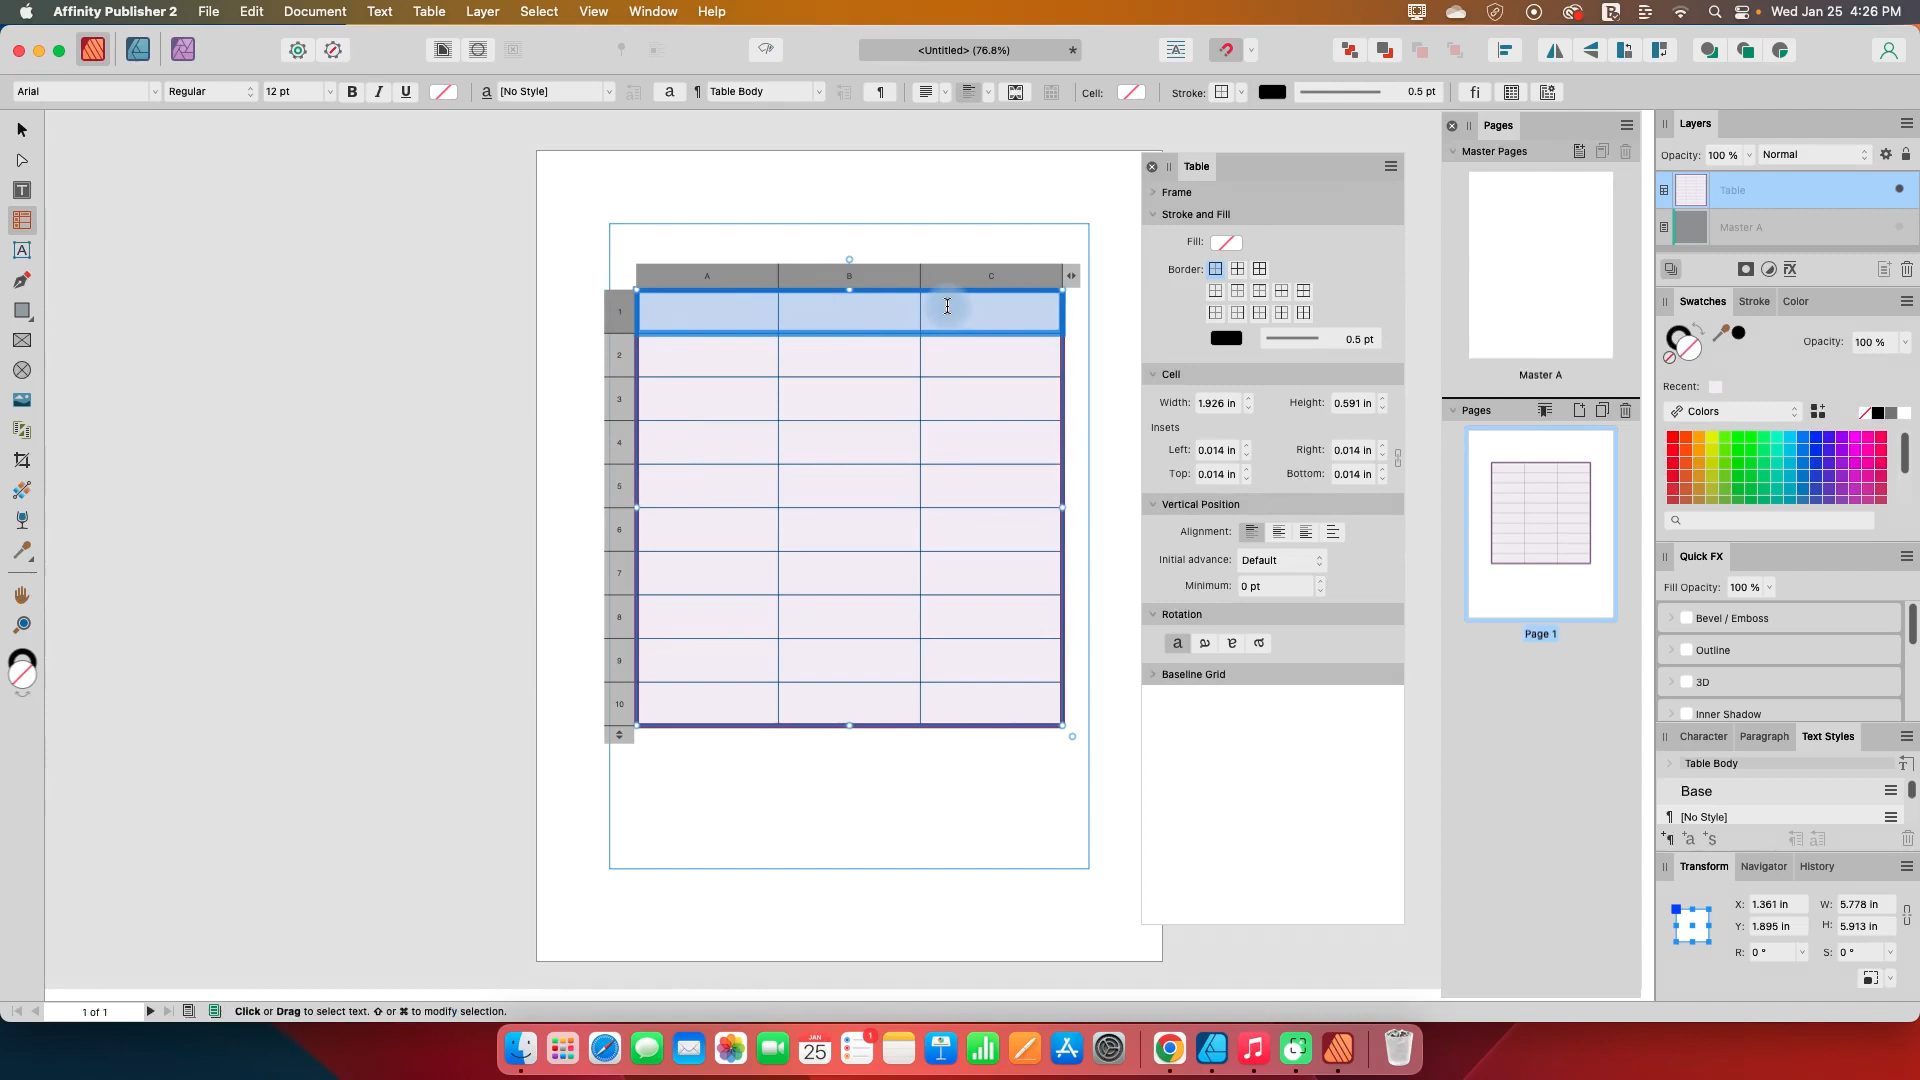 Affinity Publisher 2 File Edit Document Text Table Layer Select View Window Help Wed Jan 25 4:26 PM
<Untitled> (76.8%) *
Arial Regular 12 pt B I U a [No Style] a ¶ Table Body ¶ Cell: Stroke: 0.5 pt fi
Pages
Master Pages
Master A
Pages
Page 1
Table
Frame
Stroke and Fill
Fill:
Border:
0.5 pt
Cell
Width: 1.926 in Height: 0.591 in
Insets
Left: 0.014 in Right: 0.014 in
Top: 0.014 in Bottom: 0.014 in
Vertical Position
Alignment:
Initial advance: Default
Minimum: 0 pt
Rotation
a a a a
Baseline Grid
A B C
1
2
3
4
5
6
7
8
9
10
Layers
Opacity: 100 % Normal
Table
Master A
Swatches Stroke Color
Opacity: 100 %
Recent:
Colors
Quick FX
Fill Opacity: 100 %
Bevel / Emboss
Outline
3D
Inner Shadow
Character Paragraph Text Styles
Table Body
Base
¶ [No Style]
Transform Navigator History
X: 1.361 in W: 5.778 in
Y: 1.895 in H: 5.913 in
R: 0 ° S: 0 °
1 of 1 Click or Drag to select text. ⇧ or ⌘ to modify selection.
JAN
25
1